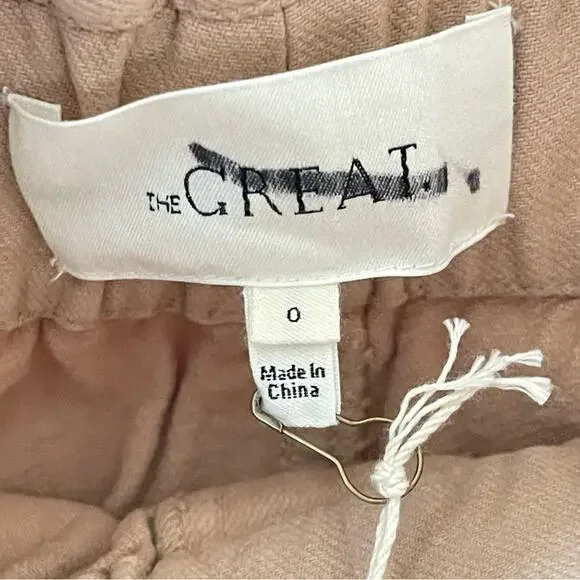 THE GREAT.
0
Made In
China